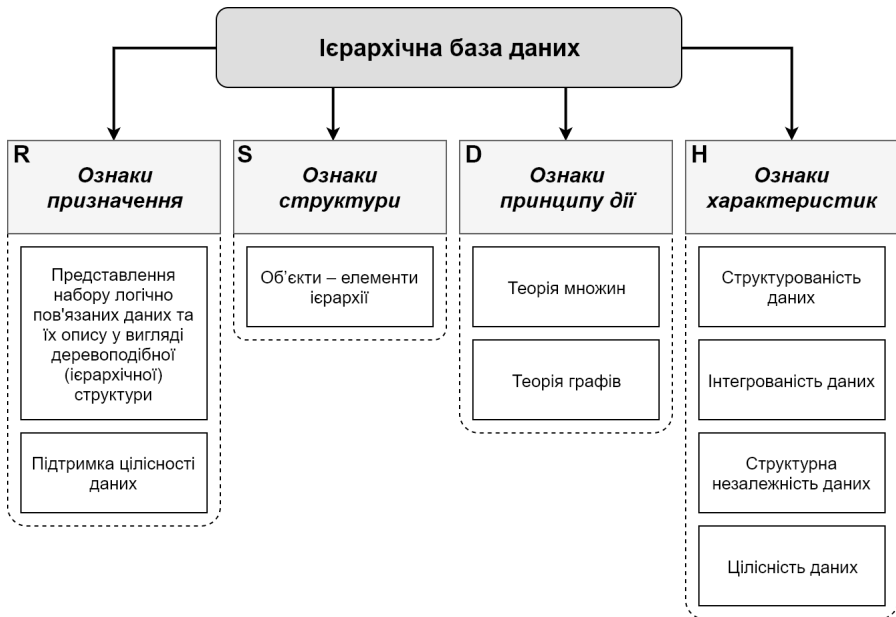 Ієрархічна база даних
R
Ознаки
призначення
Представлення
набору логічно
пов'язаних даних та
їх опису у вигляді
деревоподібної
(ієрархічної)
структури
Підтримка цілісності
даних
S
Ознаки
структури
Об’єкти – елементи
ієрархії
D
Ознаки
принципу дії
Теорія множин
Теорія графів
H
Ознаки
характеристик
Структурованість
даних
Інтегрованість даних
Структурна
незалежність даних
Цілісність даних